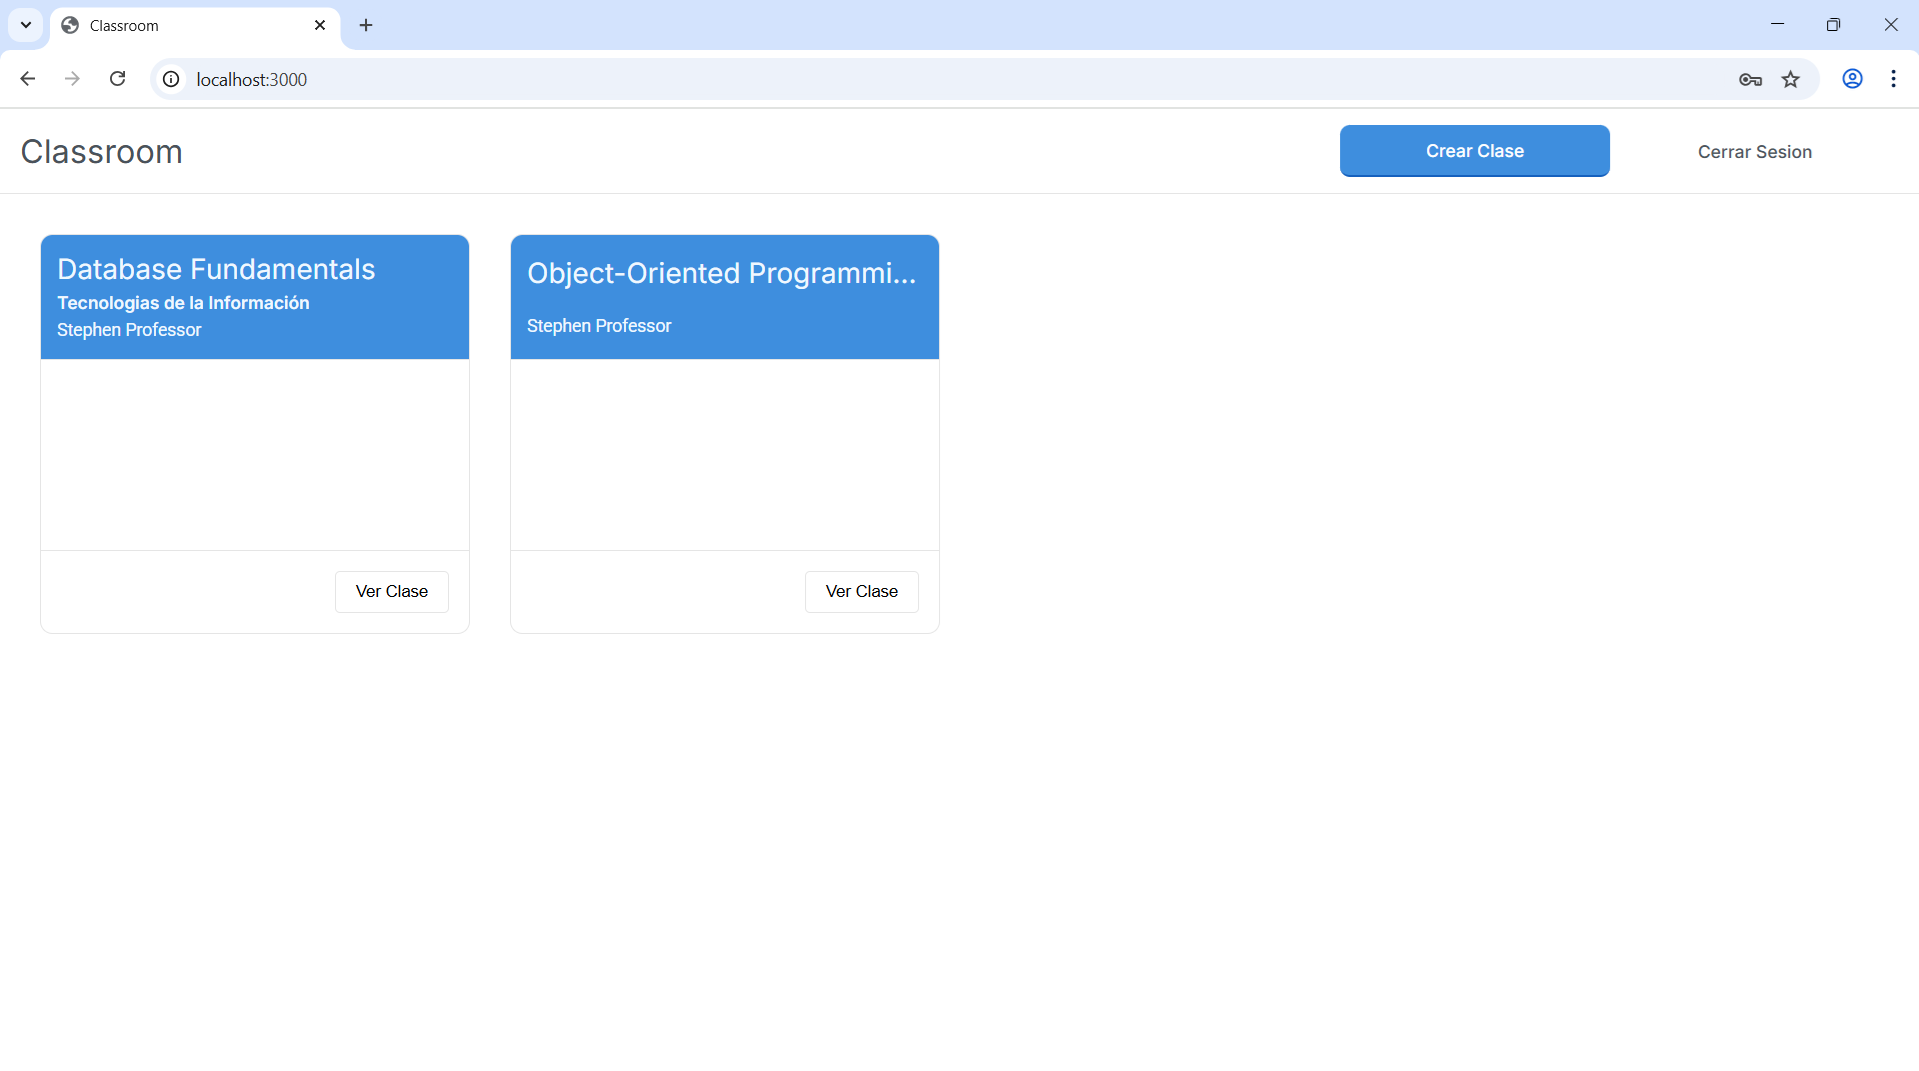 Classroom
localhost:3000
Classroom
Crear Clase
Cerrar Sesion
Database Fundamentals
Tecnologias de la Información
Stephen Professor
Ver Clase
Object-Oriented Programmi...
Stephen Professor
Ver Clase